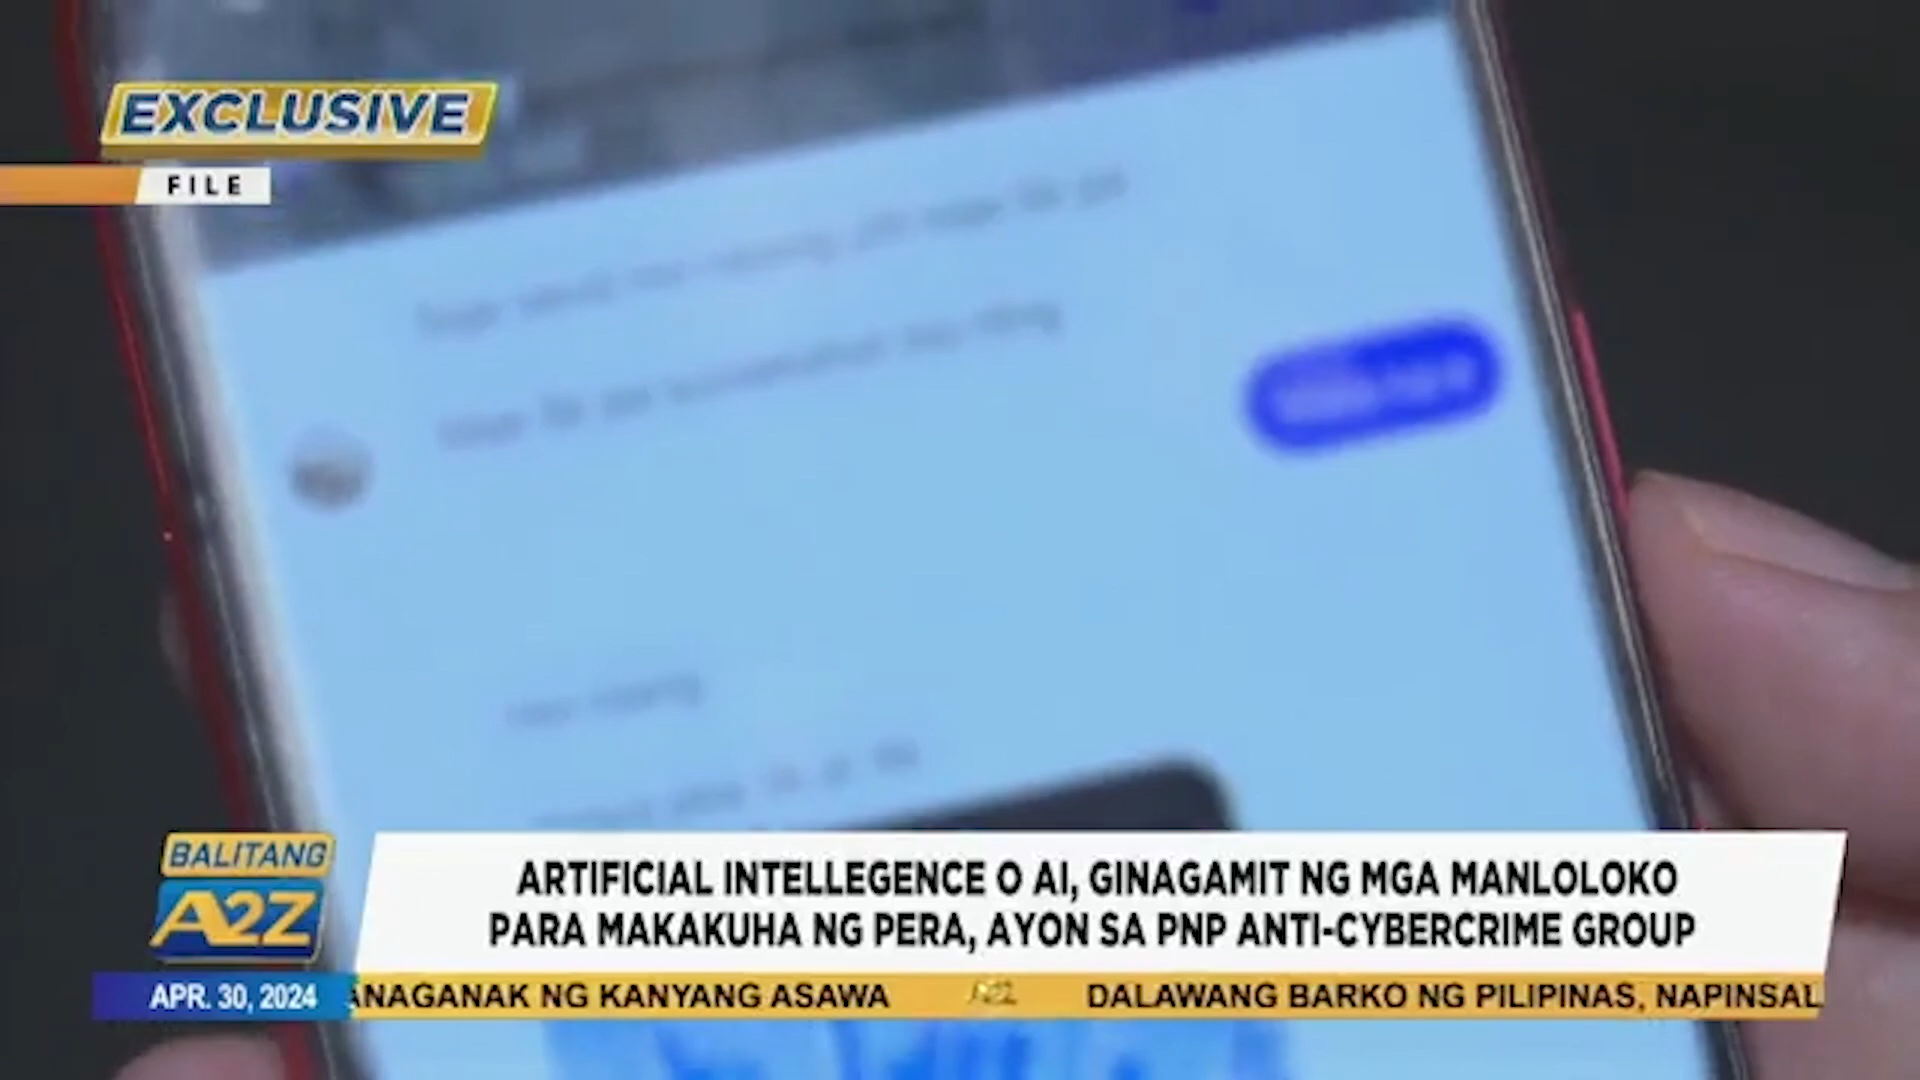 EXCLUSIVE
FILE
BALITANG
A2Z
ARTIFICIAL INTELLEGENCE O AI, GINAGAMIT NG MGA MANLOLOKO
PARA MAKAKUHA NG PERA, AYON SA PNP ANTI-CYBERCRIME GROUP
APR. 30, 2024
ANAGANAK NG KANYANG ASAWA A2Z DALAWANG BARKO NG PILIPINAS, NAPINSAL